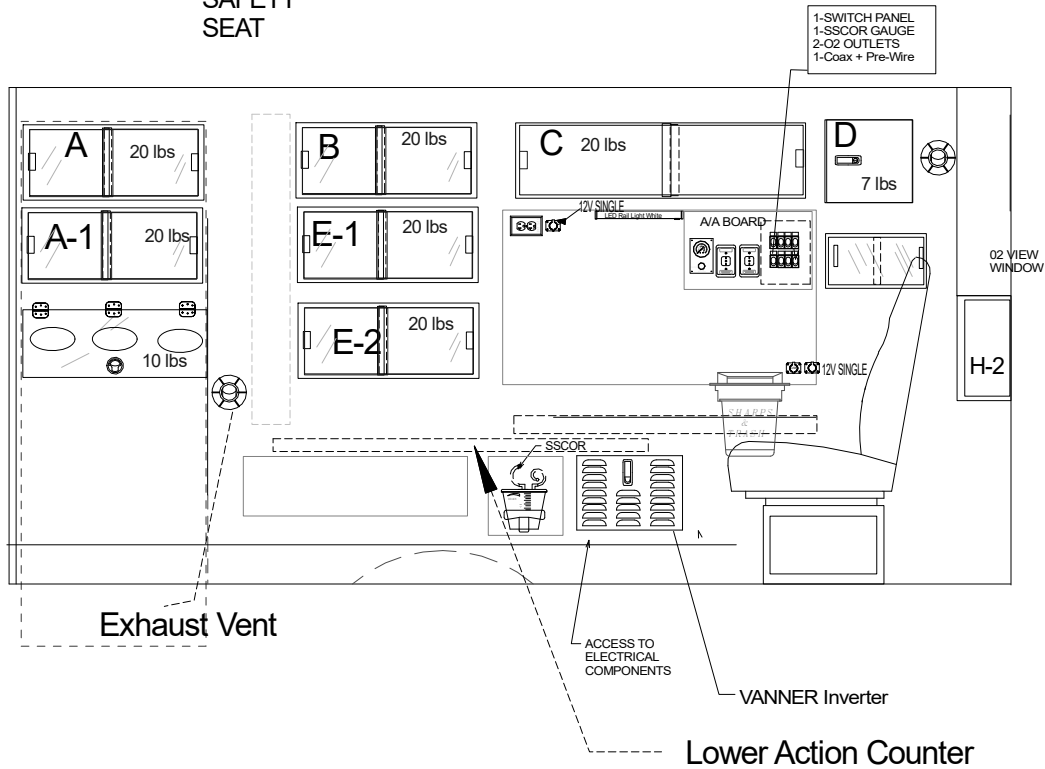 SAFETY
SEAT
1-SWITCH PANEL
1-SSCOR GAUGE
2-O2 OUTLETS
1-Coax + Pre-Wire
A
20 lbs
B
20 lbs
C
20 lbs
D
7 lbs
A-1
20 lbs
E-1
20 lbs
12V SINGLE
LED Rail Light White
A/A BOARD
02 VIEW
WINDOW
E-2
20 lbs
10 lbs
12V SINGLE
H-2
SHARPS
&
TRASH
SSCOR
Exhaust Vent
ACCESS TO
ELECTRICAL
COMPONENTS
VANNER Inverter
Lower Action Counter